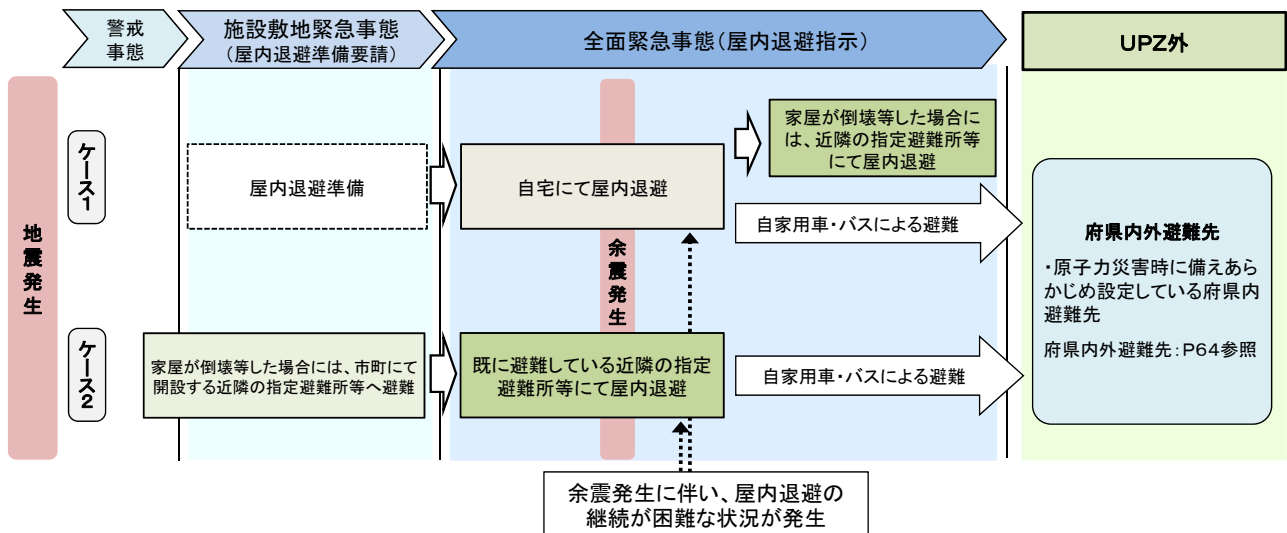 警戒
事態
施設敷地緊急事態
(屋内退避準備要請)
全面緊急事態(屋内退避指示)
UPZ外
地震発生
ケース1
屋内退避準備
自宅にて屋内退避
家屋が倒壊等した場合に
は、近隣の指定避難所等
にて屋内退避
自家用車・バスによる避難
余震発生
ケース2
家屋が倒壊等した場合には、市町にて
開設する近隣の指定避難所等へ避難
既に避難している近隣の指定
避難所等にて屋内退避
自家用車・バスによる避難
府県内外避難先
・原子力災害時に備えあら
かじめ設定している府県内
避難先
府県内外避難先:P64参照
余震発生に伴い、屋内退避の
継続が困難な状況が発生